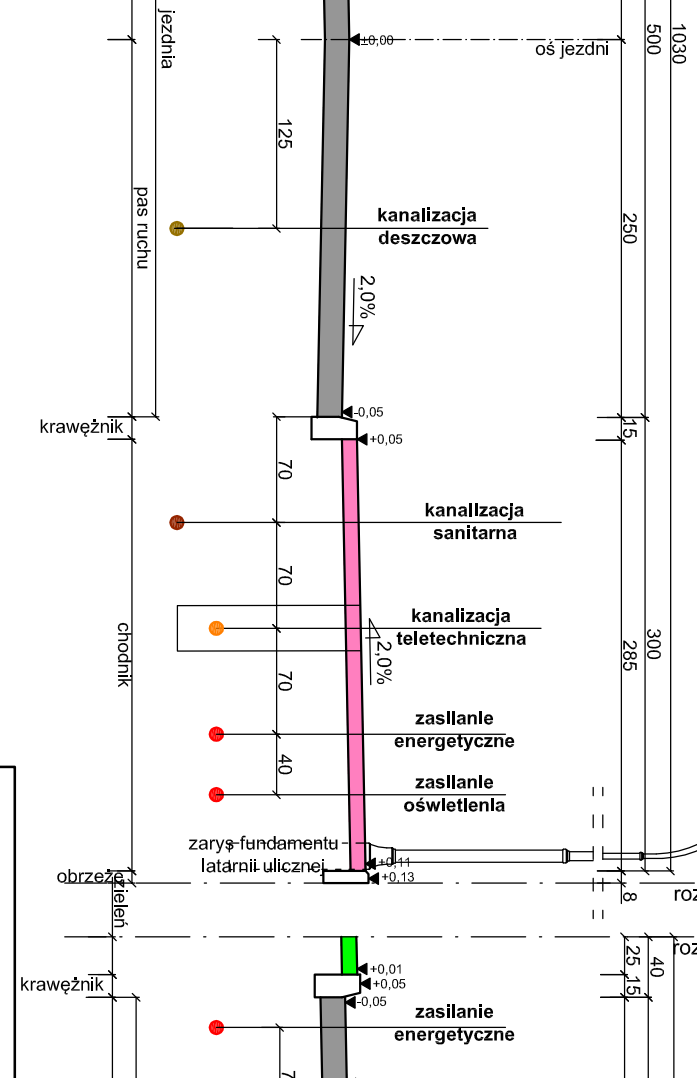 jezdnia
±0,00
oś jezdni
500
1030
125
pas ruchu
kanalizacja
deszczowa
250
2,0%
-0,05
krawężnik
+0,05
15
70
kanalizacja
sanitarna
70
kanalizacja
teletechniczna
chodnik
2,0%
285
300
70
zasilanie
energetyczne
40
zasilanie
oświetlenia
zarys fundamentu
latarnii ulicznej
+0,11
+0,13
obrzeże
zieleń
8
roz
roz
25
40
+0,01
+0,05
krawężnik
15
-0,05
zasilanie
energetyczne
7